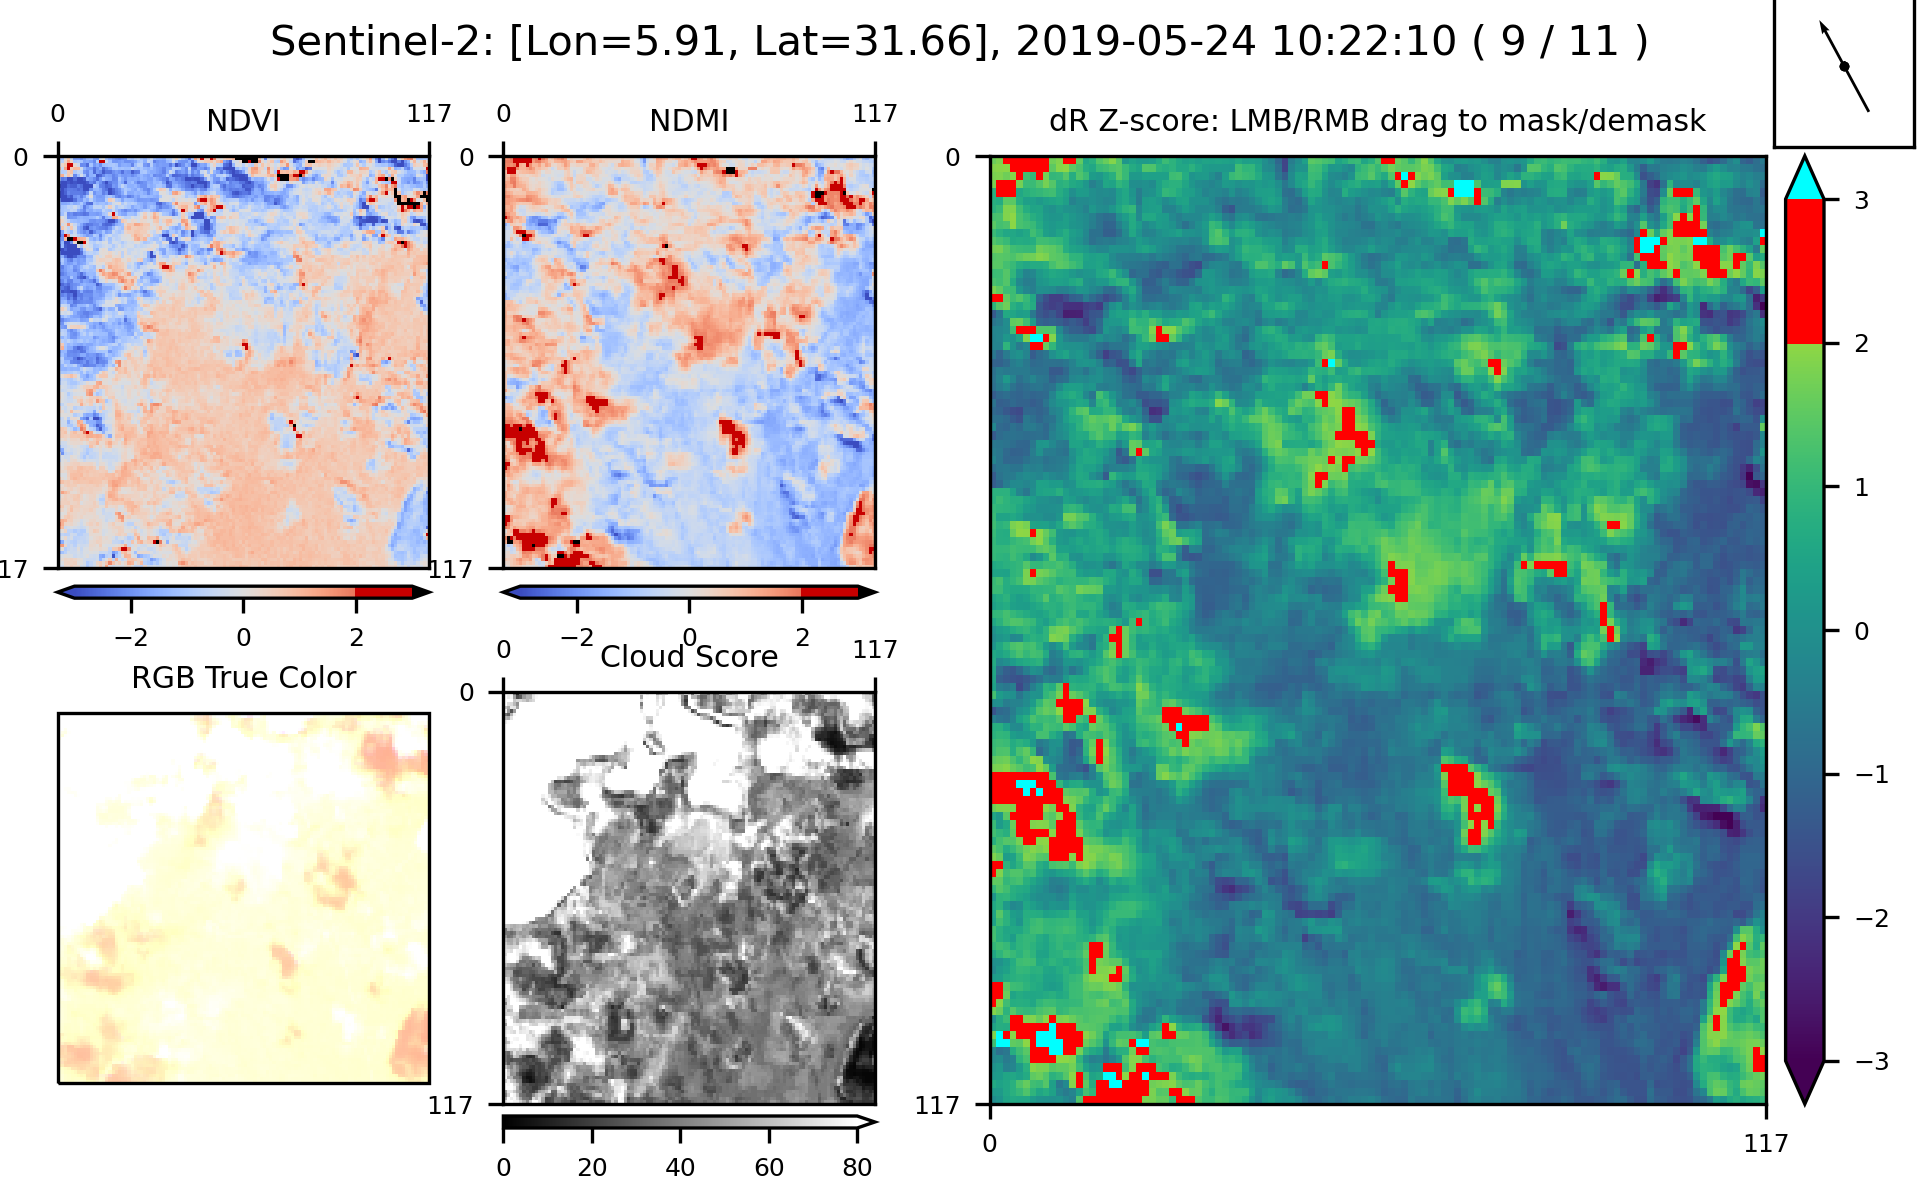 Sentinel-2: [Lon=5.91, Lat=31.66], 2019-05-24 10:22:10 ( 9 / 11 )
NDVI
0 117
0
17
−2 0 2
NDMI
0 117
0
117
−2 0 2
RGB True Color
Cloud Score
0 117
0
117
0 20 40 60 80
dR Z-score: LMB/RMB drag to mask/demask
0
117
0 117
3
2
1
0
−1
−2
−3